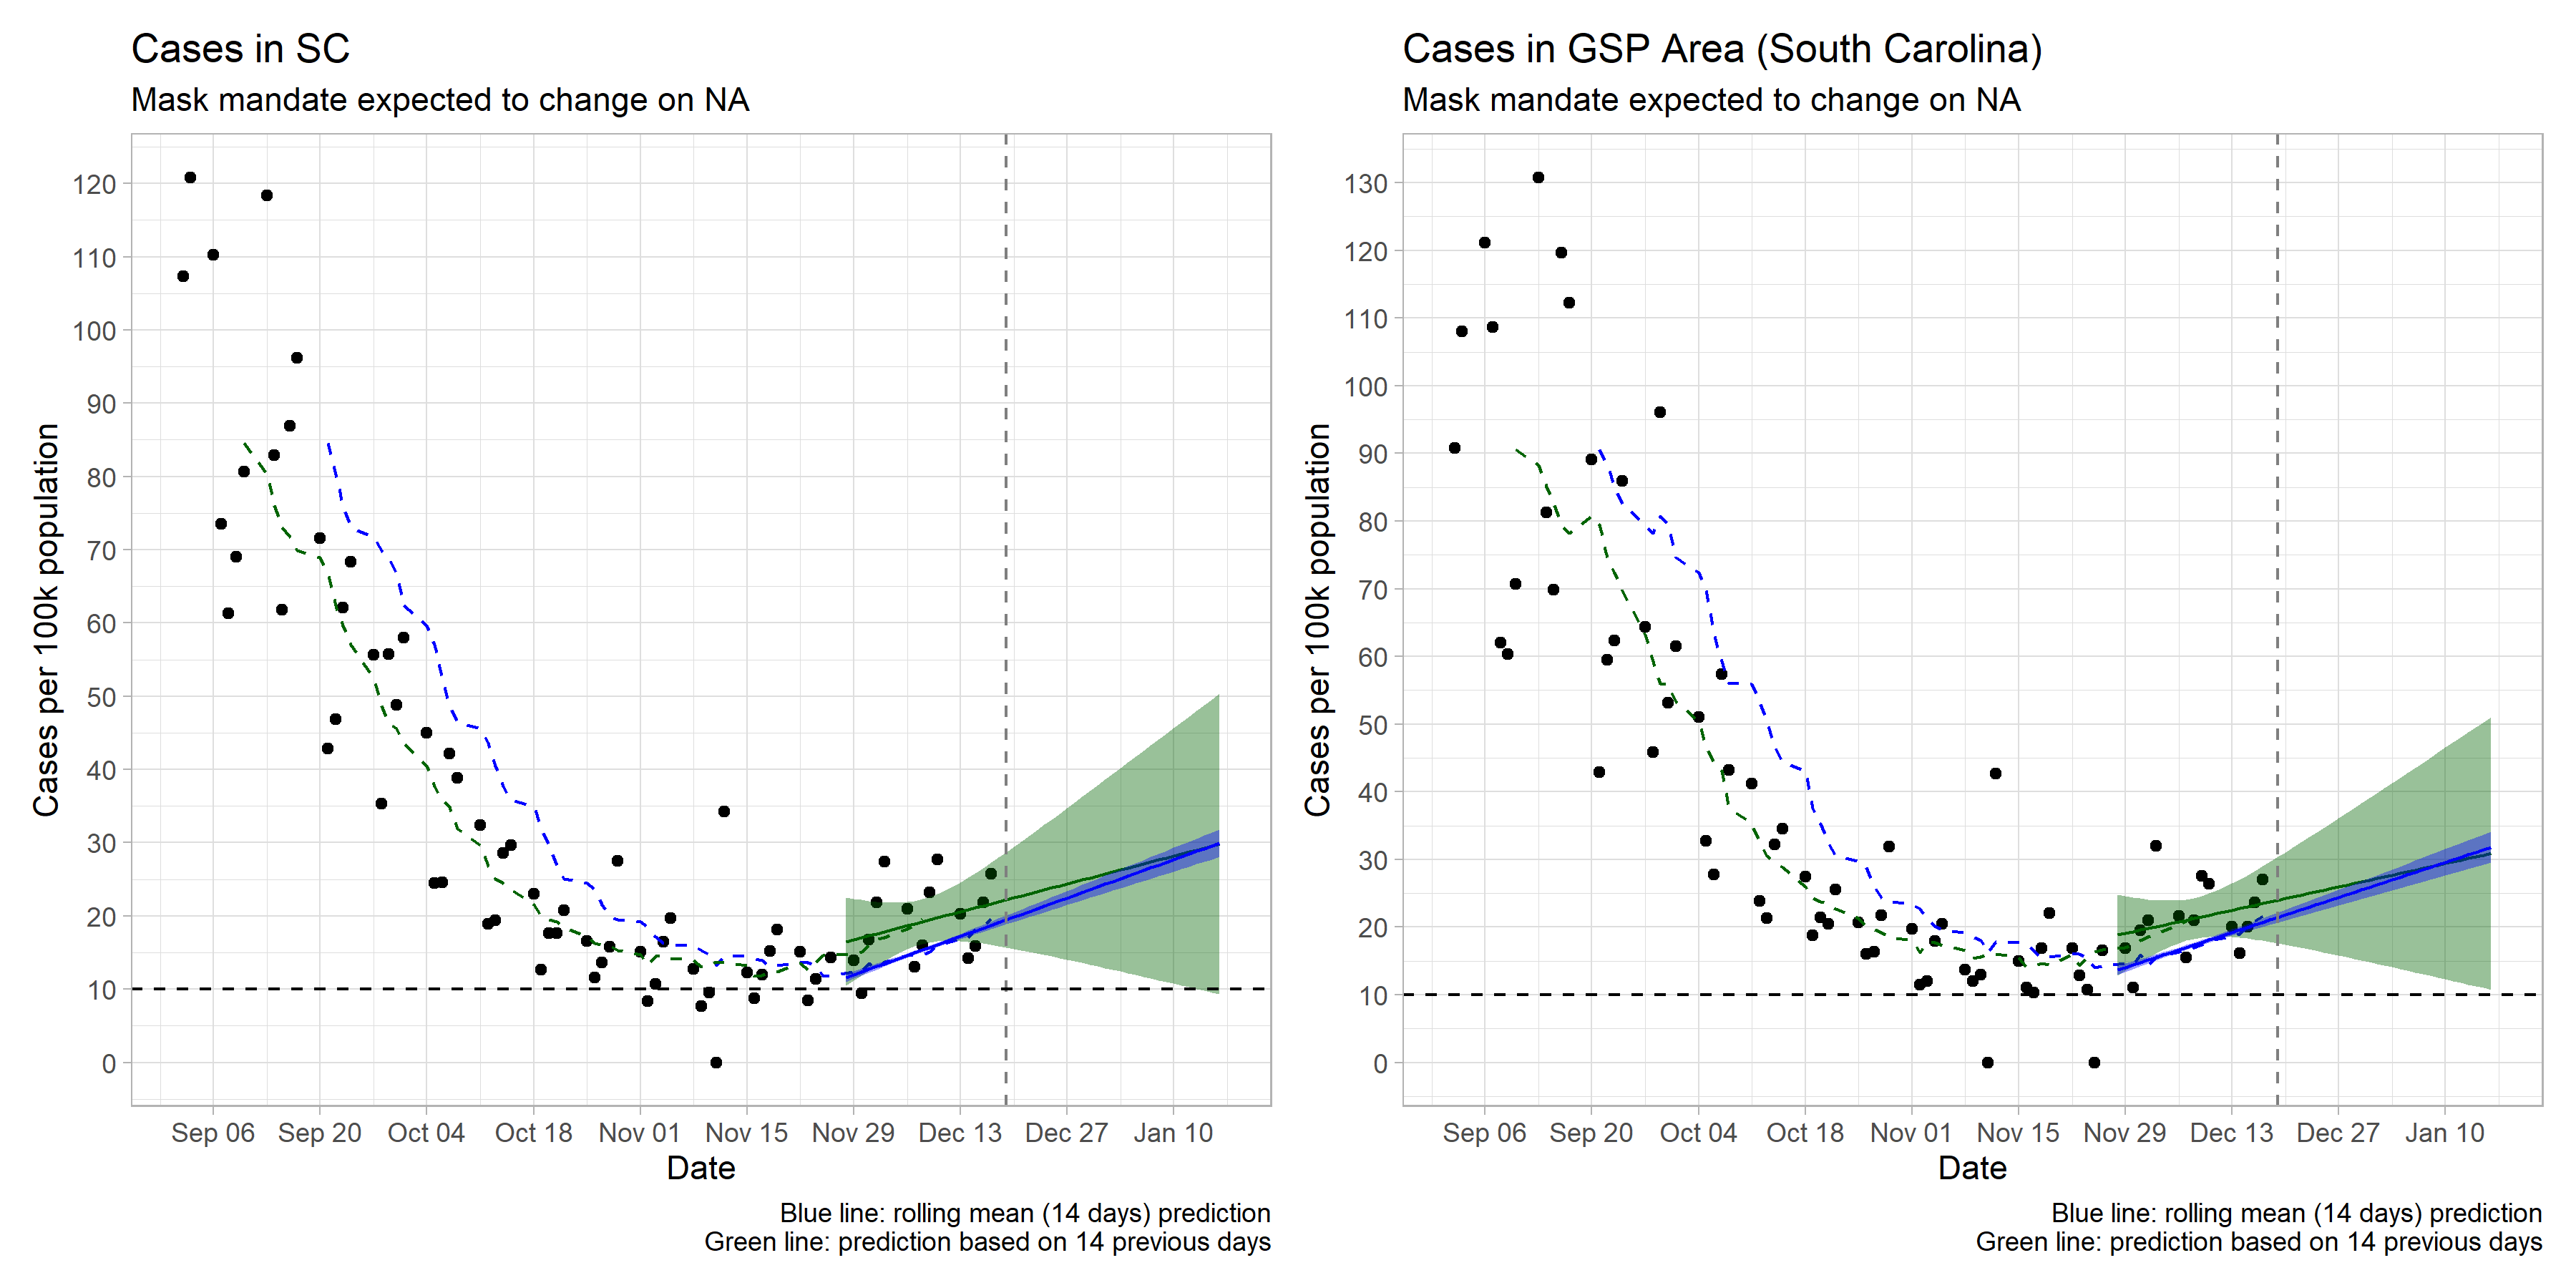 Cases in SC
Mask mandate expected to change on NA
Cases per 100k population
120
110
100
90
80
70
60
50
40
30
20
10
0
Sep 06 Sep 20 Oct 04 Oct 18 Nov 01 Nov 15 Nov 29 Dec 13 Dec 27 Jan 10
Date
Blue line: rolling mean (14 days) prediction
Green line: prediction based on 14 previous days
Cases in GSP Area (South Carolina)
Mask mandate expected to change on NA
Cases per 100k population
130
120
110
100
90
80
70
60
50
40
30
20
10
0
Sep 06 Sep 20 Oct 04 Oct 18 Nov 01 Nov 15 Nov 29 Dec 13 Dec 27 Jan 10
Date
Blue line: rolling mean (14 days) prediction
Green line: prediction based on 14 previous days